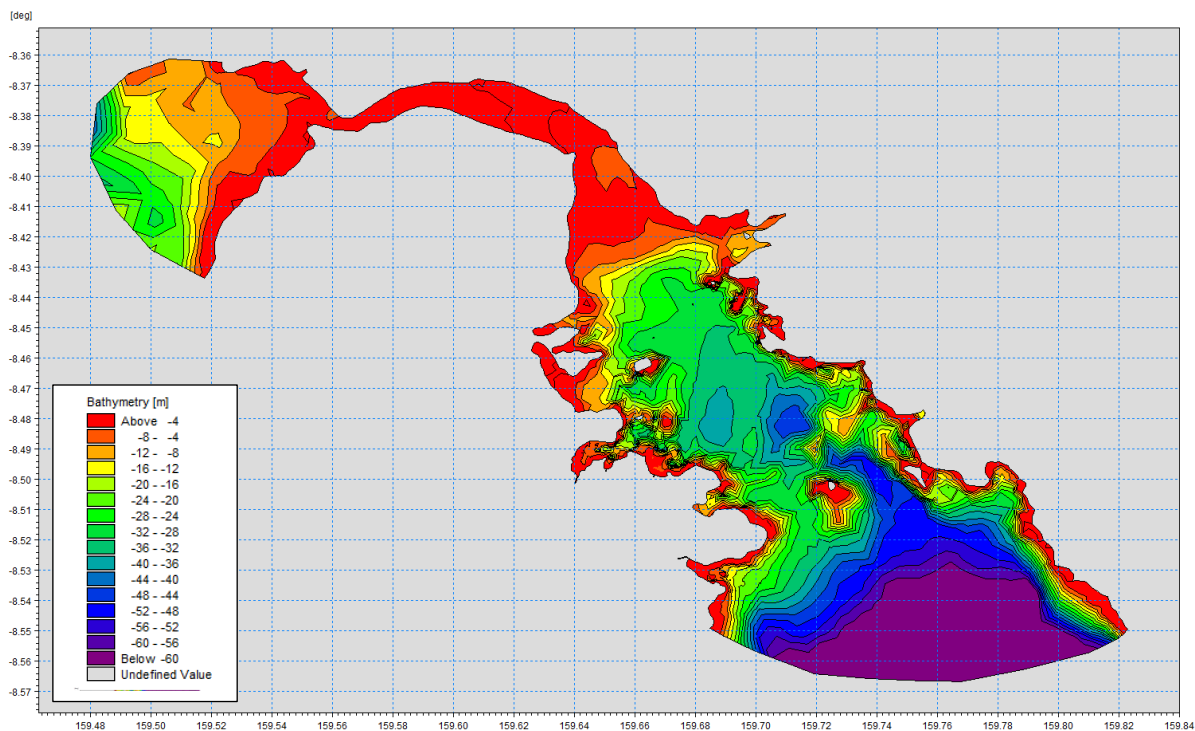 [deg]
-8.36
-8.37
-8.38
-8.39
-8.40
-8.41
-8.42
-8.43
-8.44
-8.45
-8.46
-8.47
-8.48
-8.49
-8.50
-8.51
-8.52
-8.53
-8.54
-8.55
-8.56
-8.57
Bathymetry [m]
Above -4
-8 - -4
-12 - -8
-16 - -12
-20 - -16
-24 - -20
-28 - -24
-32 - -28
-36 - -32
-40 - -36
-44 - -40
-48 - -44
-52 - -48
-56 - -52
-60 - -56
Below -60
Undefined Value
159.48 159.50 159.52 159.54 159.56 159.58 159.60 159.62 159.64 159.66 159.68 159.70 159.72 159.74 159.76 159.78 159.80 159.82 159.84